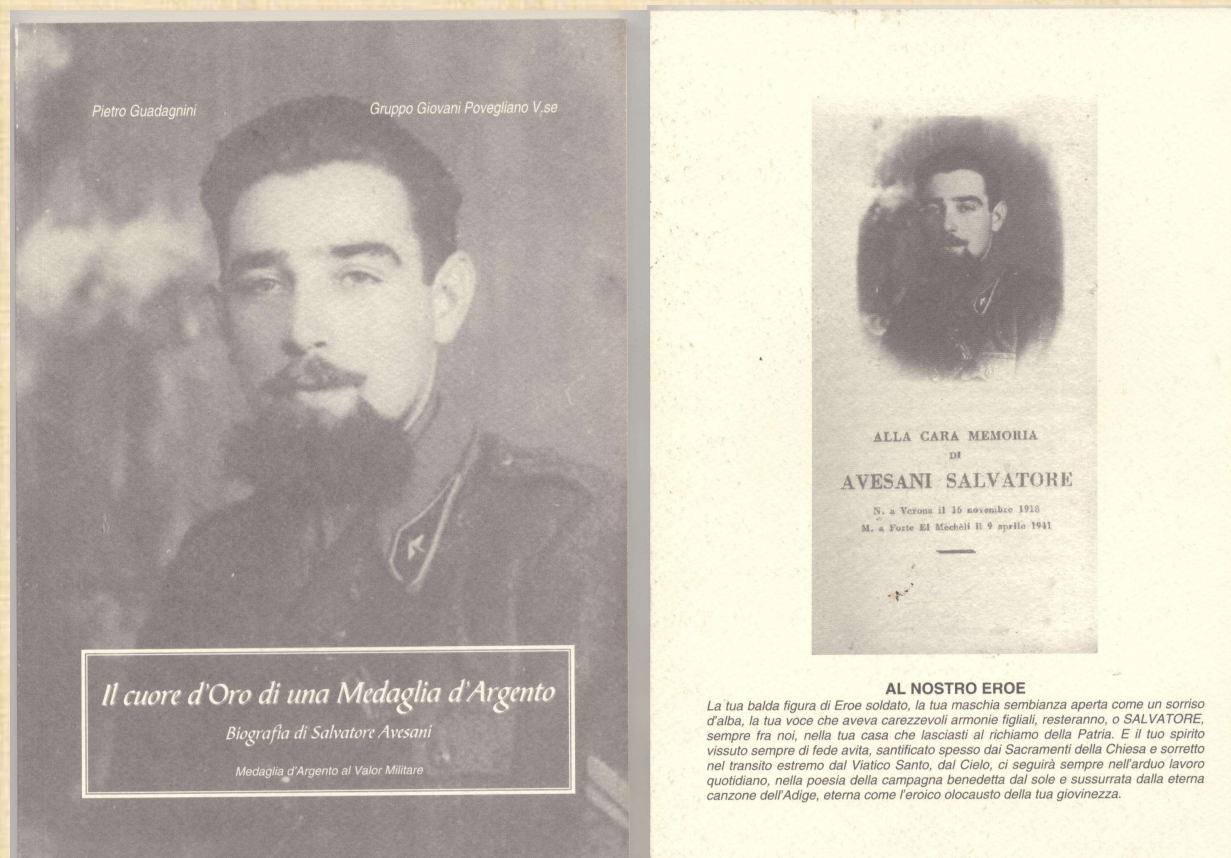 Pietro Guadagnini
Gruppo Giovani Povegliano V.se
Il cuore d'Oro di una Medaglia d'Argento
Biografia di Salvatore Avesani
Medaglia d'Argento al Valor Militare
ALLA CARA MEMORIA
DI
AVESANI SALVATORE
N. a Verona il 16 novembre 1918
M. a Forte El Mechèli il 9 aprile 1941
AL NOSTRO EROE
La tua balda figura di Eroe soldato, la tua maschia sembianza aperta come un sorriso
d'alba, la tua voce che aveva carezzevoli armonie figliali, resteranno, o SALVATORE,
sempre fra noi, nella tua casa che lasciasti al richiamo della Patria. E il tuo spirito
vissuto sempre di fede avita, santificato spesso dai Sacramenti della Chiesa e sorretto
nel transito estremo dal Viatico Santo, dal Cielo, ci seguirà sempre nell'arduo lavoro
quotidiano, nella poesia della campagna benedetta dal sole e sussurrata dalla eterna
canzone dell'Adige, eterna come l'eroico olocausto della tua giovinezza.